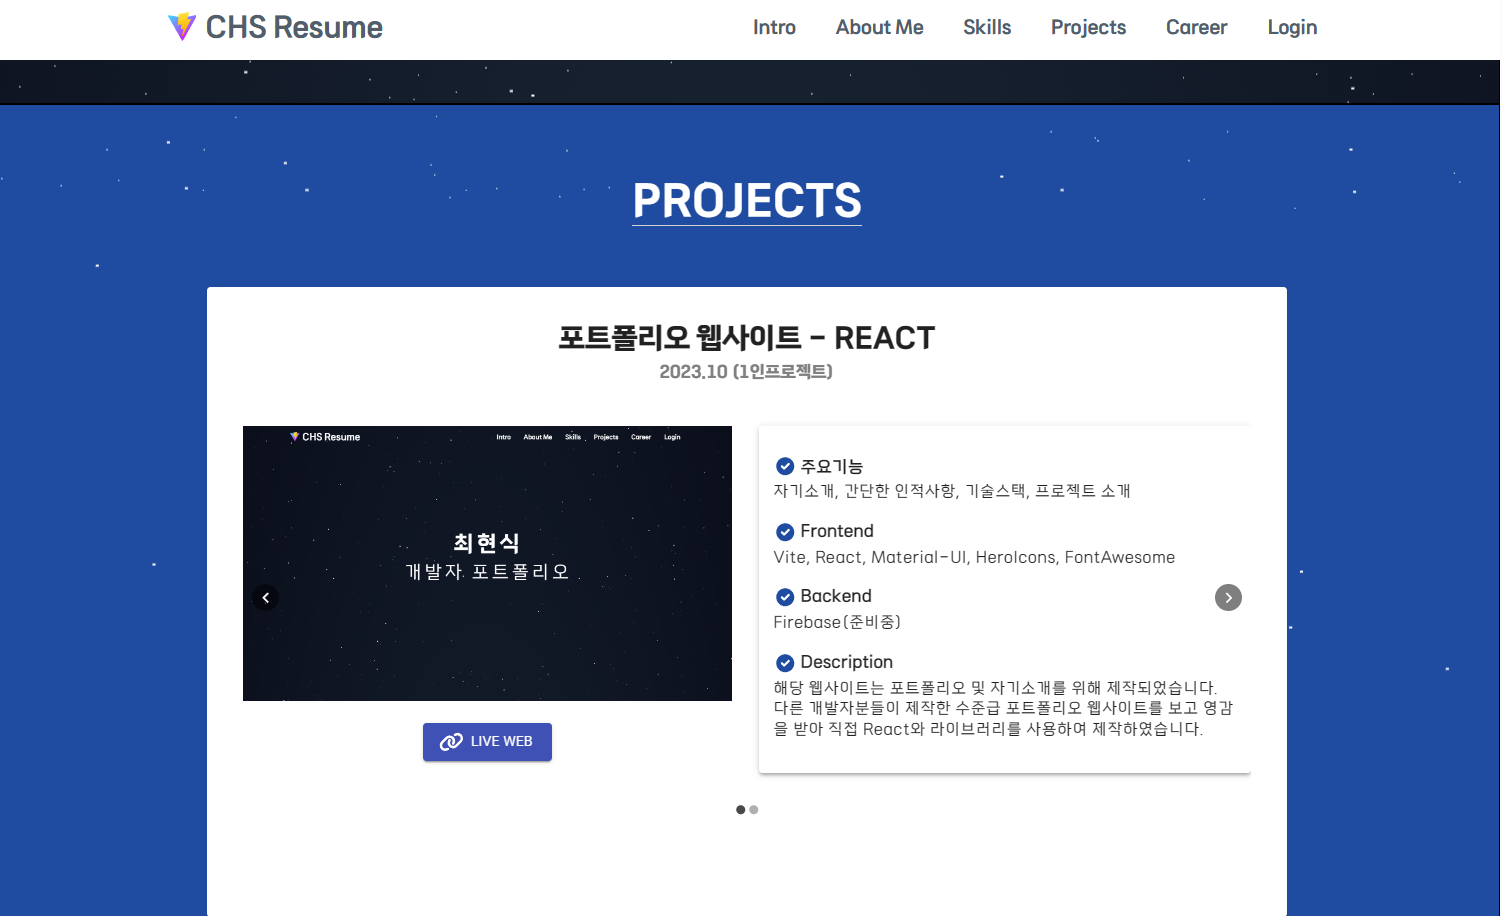 CHS Resume
Intro About Me Skills Projects Career Login
PROJECTS
포트폴리오 웹사이트 - REACT
2023.10 (1인프로젝트)
CHS Resume
Intro About Me Skills Projects Career Login
최현식
개발자 포트폴리오
LIVE WEB
주요기능
자기소개, 간단한 인적사항, 기술스택, 프로젝트 소개
Frontend
Vite, React, Material-UI, HeroIcons, FontAwesome
Backend
Firebase(준비중)
Description
해당 웹사이트는 포트폴리오 및 자기소개를 위해 제작되었습니다.
다른 개발자분들이 제작한 수준급 포트폴리오 웹사이트를 보고 영감
을 받아 직접 React와 라이브러리를 사용하여 제작하였습니다.